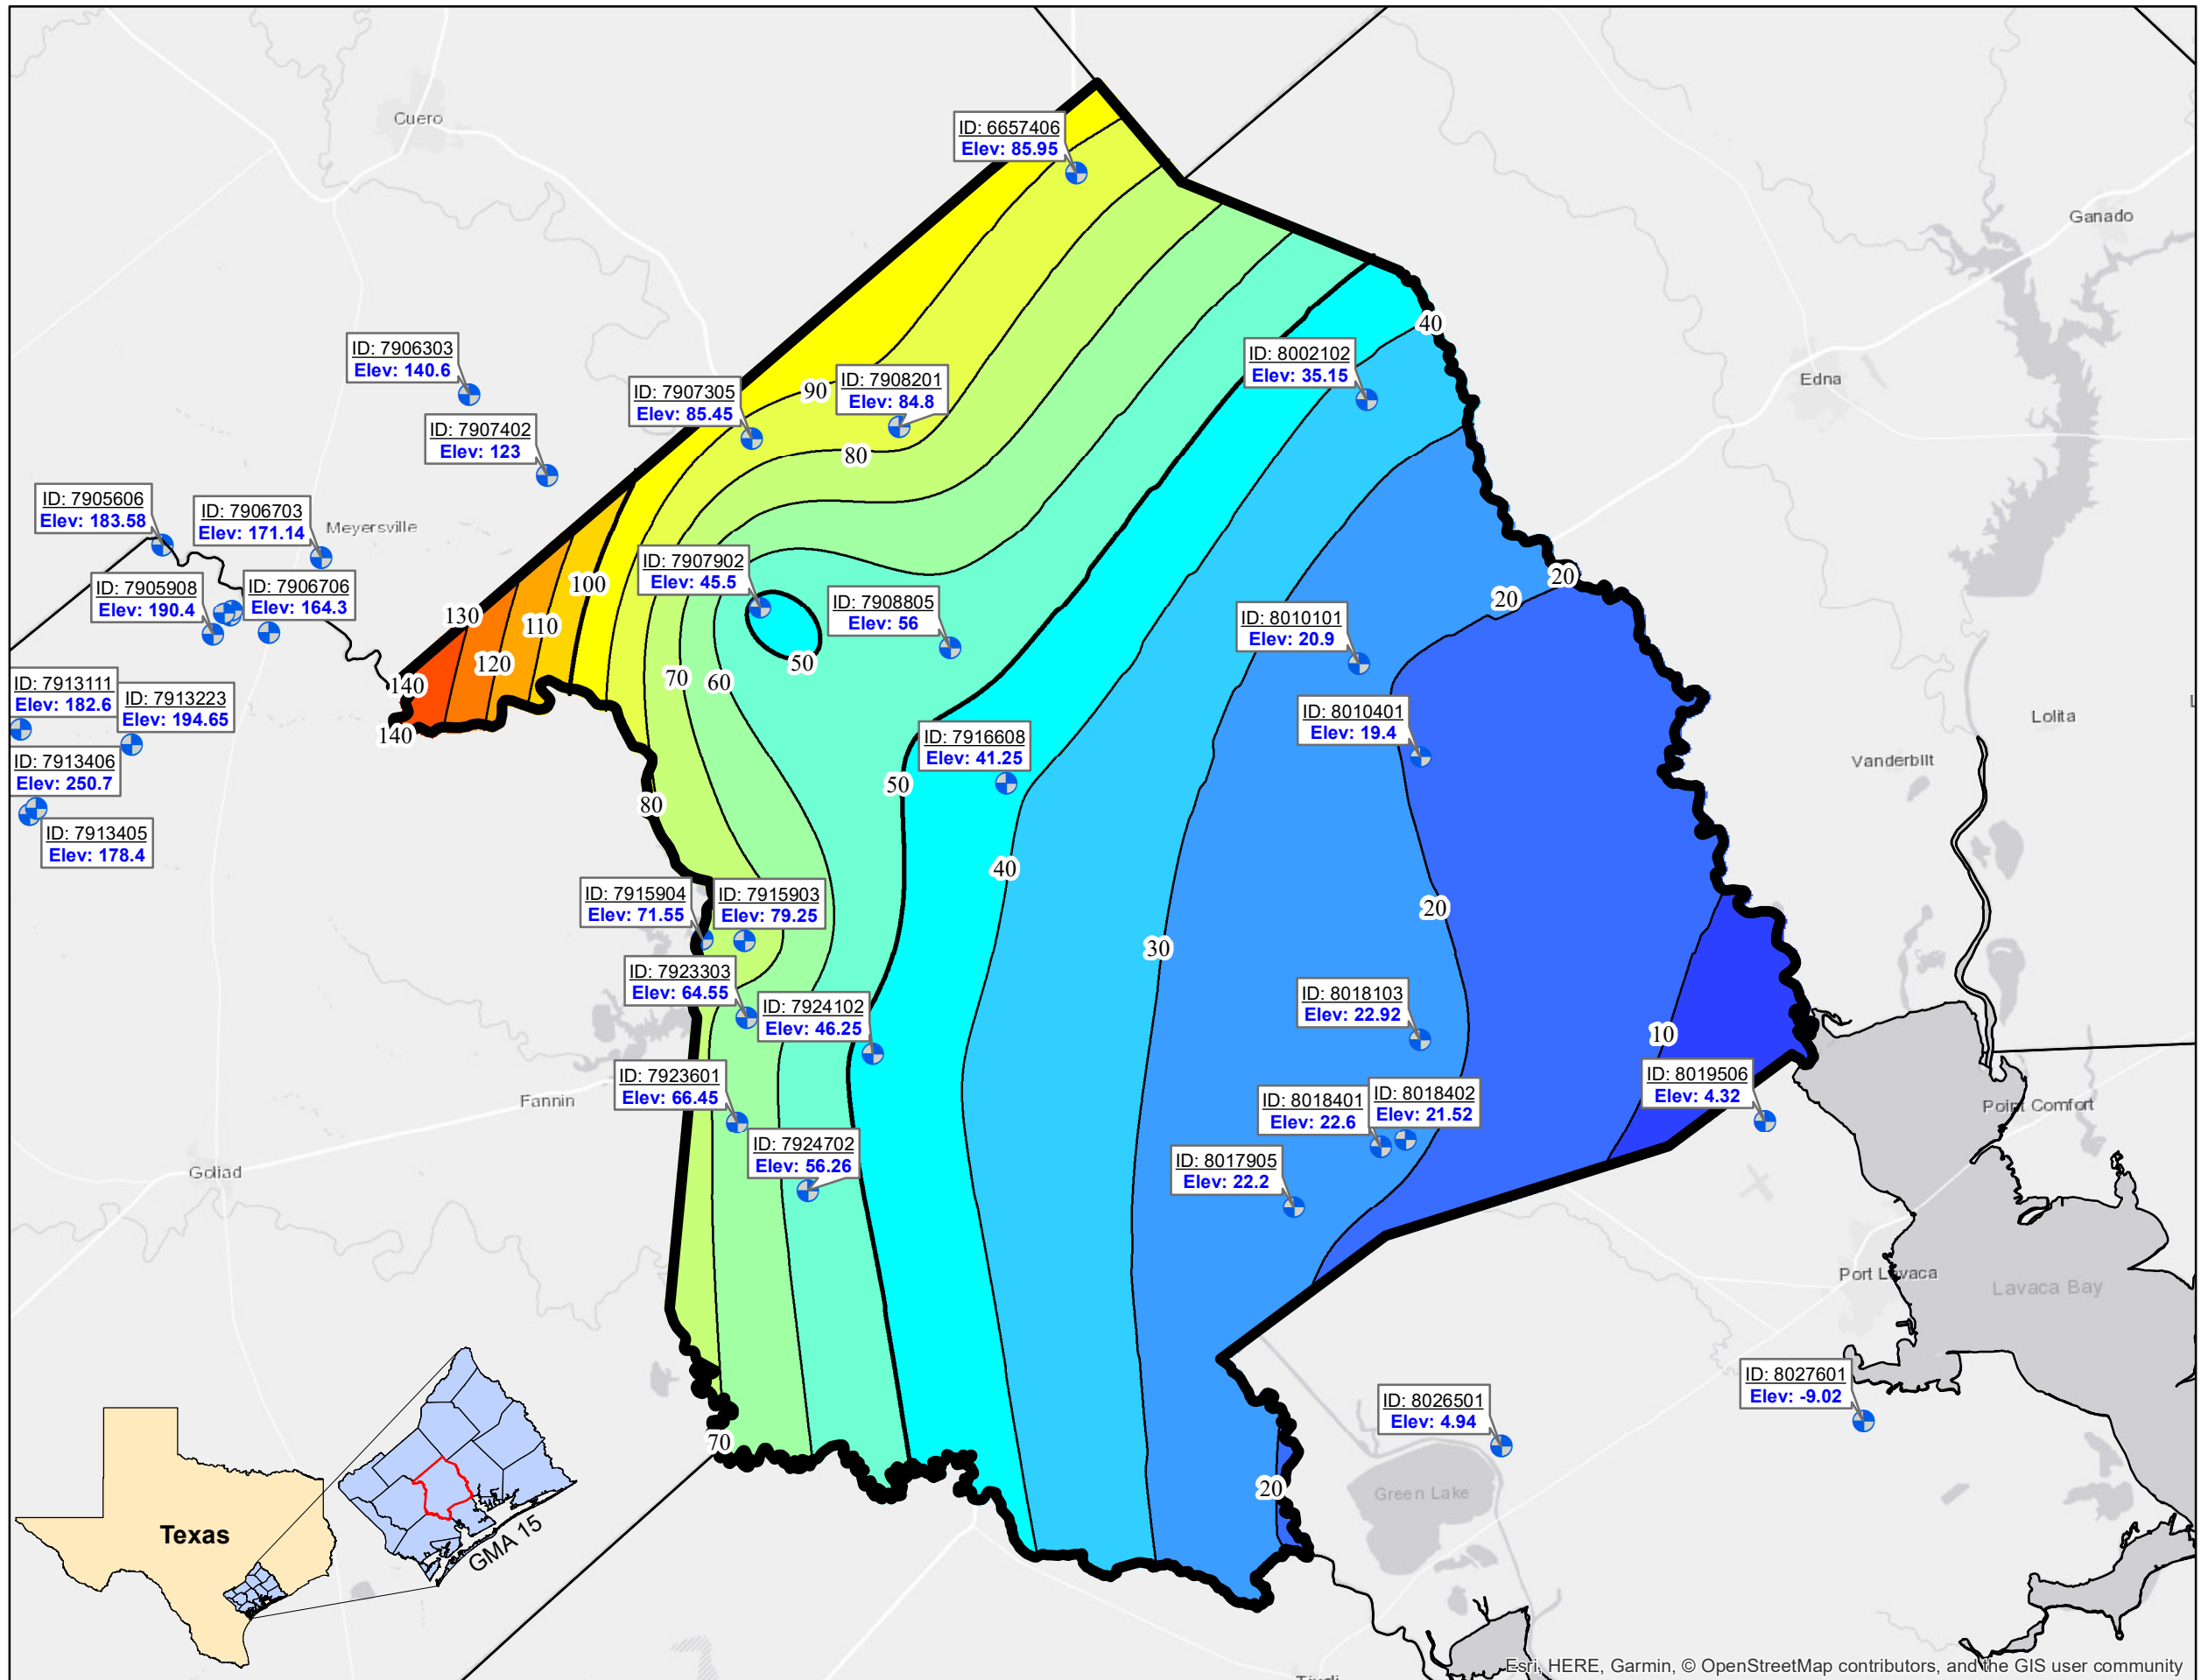 Cuero
ID: 6657406
Elev: 85.95
Ganado
ID: 7906303
Elev: 140.6
ID: 8002102
Elev: 35.15
40
Edna
90
ID: 7908201
Elev: 84.8
ID: 7907305
Elev: 85.45
ID: 7907402
Elev: 123
80
ID: 7905606
Elev: 183.58
ID: 7906703
Elev: 171.14
Meyersville
ID: 7907902
Elev: 45.5
100
20
20
ID: 7905908
Elev: 190.4
ID: 7906706
Elev: 164.3
130
110
ID: 7908805
Elev: 56
ID: 8010101
Elev: 20.9
120
50
140
70
60
ID: 7913111
Elev: 182.6
ID: 7913223
Elev: 194.65
ID: 8010401
Elev: 19.4
Lolita
140
ID: 7916608
Elev: 41.25
Vanderbilt
ID: 7913406
Elev: 250.7
50
80
ID: 7913405
Elev: 178.4
40
ID: 7915904
Elev: 71.55
ID: 7915903
Elev: 79.25
20
30
ID: 7923303
Elev: 64.55
ID: 7924102
Elev: 46.25
ID: 8018103
Elev: 22.92
10
ID: 7923601
Elev: 66.45
ID: 8019506
Elev: 4.32
Fannin
ID: 8018401
Elev: 22.6
ID: 8018402
Elev: 21.52
Point Comfort
ID: 7924702
Elev: 56.26
Goliad
ID: 8017905
Elev: 22.2
Port Lavaca
Lavaca Bay
ID: 8027601
Elev: -9.02
ID: 8026501
Elev: 4.94
70
20
Green Lake
Texas
GMA 15
Esri, HERE, Garmin, © OpenStreetMap contributors, and the GIS user community